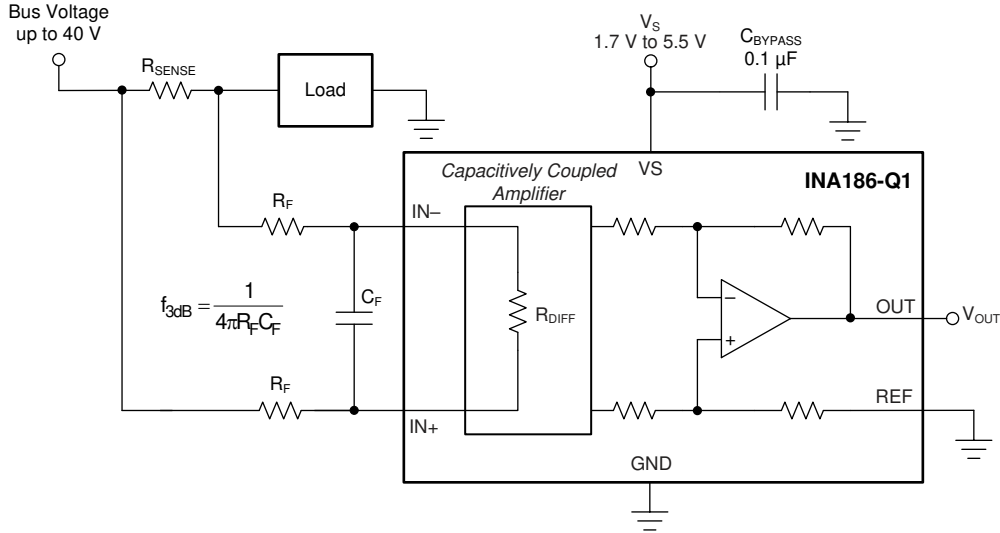 Bus Voltage
up to 40 V
RSENSE
Load
VS
1.7 V to 5.5 V
CBYPASS
0.1 µF
Capacitively Coupled
Amplifier
VS
INA186-Q1
RF
IN–
f3dB = 1 / 4πRFCF
CF
RDIFF
–
+
OUT
VOUT
RF
IN+
REF
GND